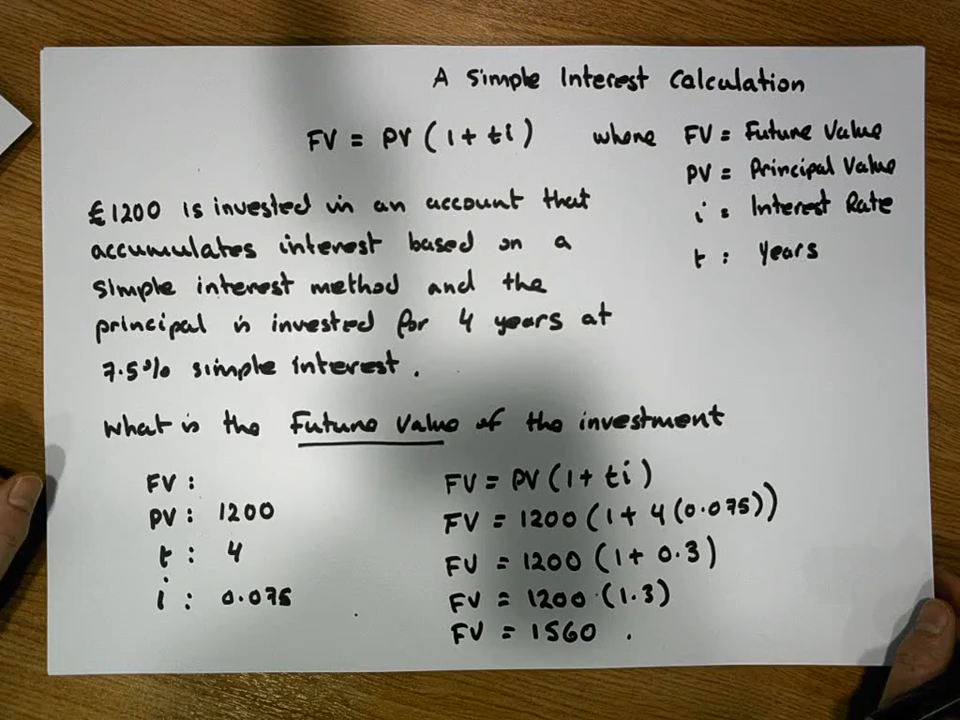 A Simple Interest Calculation
FV = PV (1 + ti) where FV = Future Value
PV = Principal Value
i : Interest Rate
t : Years
£1200 is invested in an account that
accumulates interest based on a
simple interest method and the
principal is invested for 4 years at
7.5% simple interest.
What is the Future Value of the investment
FV :
PV : 1200
t : 4
i : 0.075
FV = PV (1 + ti)
FV = 1200 (1 + 4 (0.075))
FV = 1200 (1 + 0.3)
FV = 1200 (1.3)
FV = 1560 .